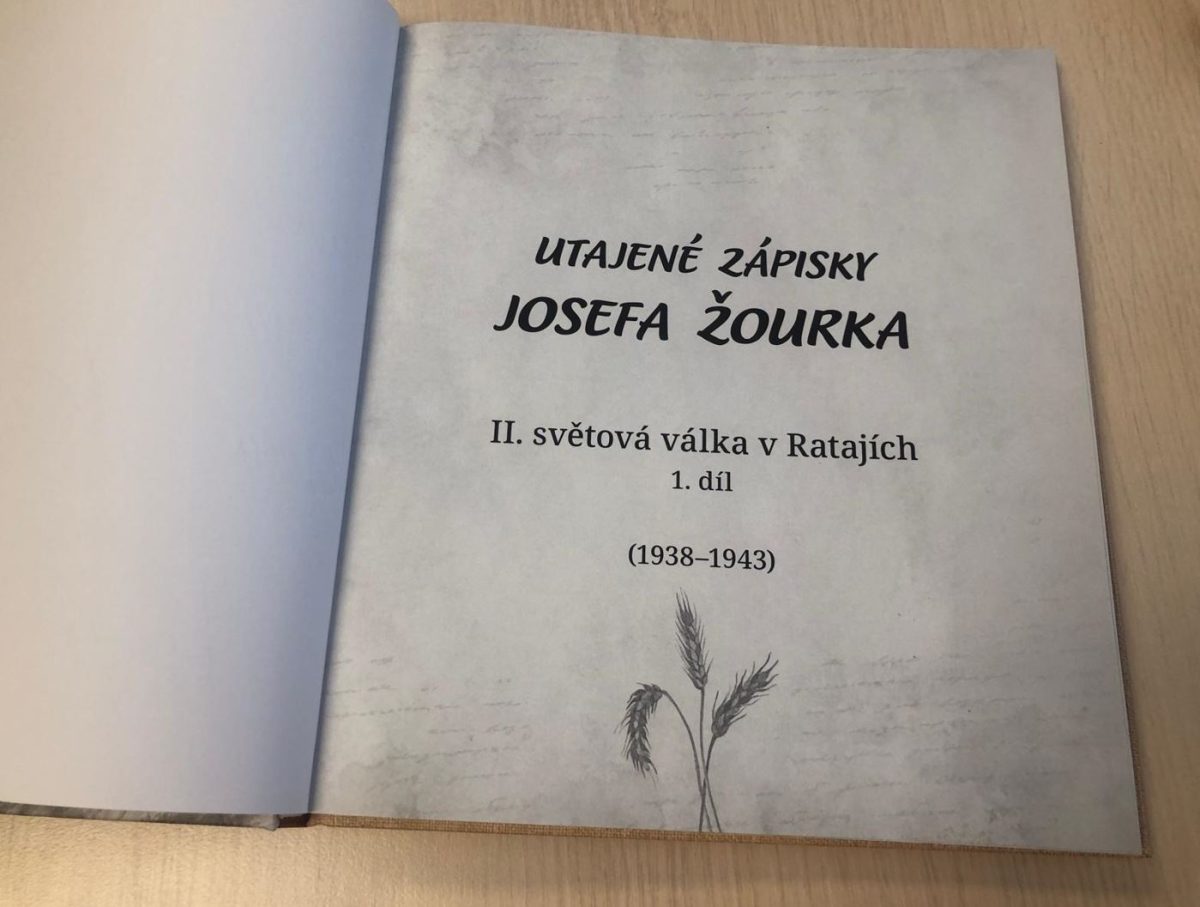 UTAJENÉ ZÁPISKY
JOSEFA ŽOURKA
II. světová válka v Ratajích
1. díl
(1938–1943)